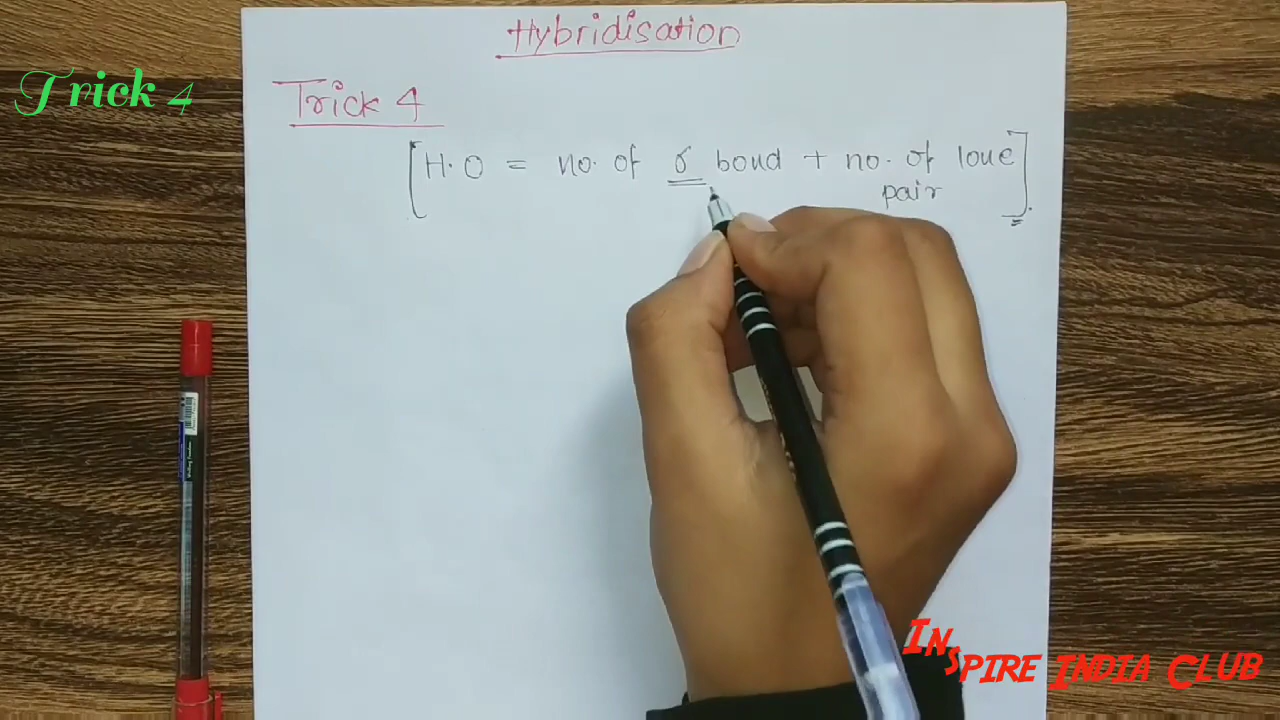 Hybridisation
Trick 4
Trick 4
[H.O = no. of σ bond + no. of lone pair]
INSPIRE INDIA CLUB